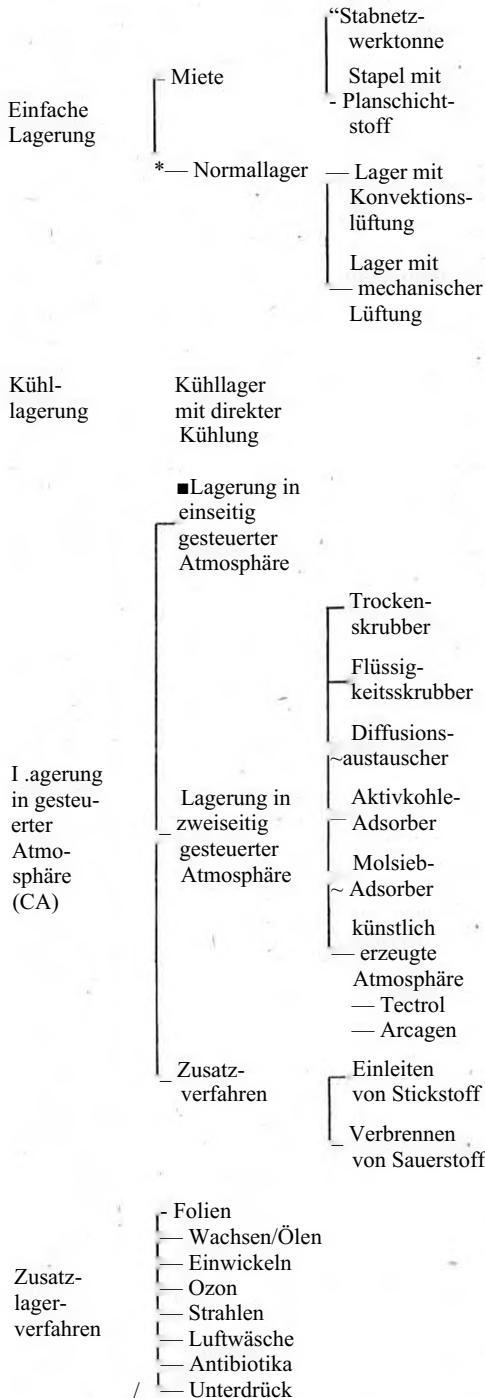 “Stabnetz-
werktonne
- Miete
Stapel mit
- Planschicht-
stoff
Einfache
Lagerung
*— Normallager
— Lager mit
Konvektions-
lüftung
Lager mit
— mechanischer
Lüftung
Kühl-
lagerung
Kühllager
mit direkter
Kühlung
■Lagerung in
einseitig
gesteuerter
Atmosphäre
Trocken-
skrubber
Flüssig-
keitsskrubber
Diffusions-
~austauscher
I .agerung
in gesteu-
erter
Atmo-
sphäre
(CA)
Lagerung in
_ zweiseitig
gesteuerter
Atmosphäre
Aktivkohle-
— Adsorber
Molsieb-
~ Adsorber
künstlich
— erzeugte
Atmosphäre
— Tectrol
— Arcagen
_ Zusatz-
verfahren
Einleiten
von Stickstoff
_ Verbrennen
von Sauerstoff
Zusatz-
lager-
verfahren
- Folien
— Wachsen/Ölen
— Einwickeln
— Ozon
— Strahlen
— Luftwäsche
— Antibiotika
/ — Unterdrück